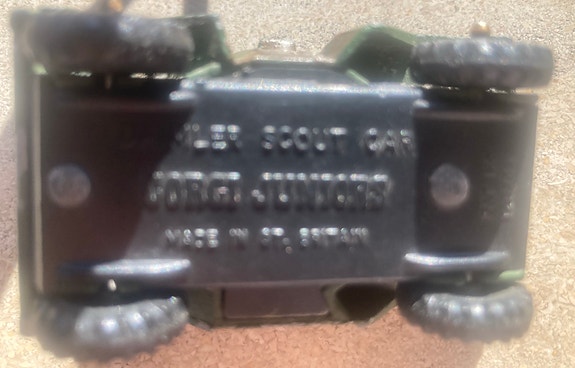 SCOUT CAR
CORGI JUNIORS
MADE IN GT, BRITAIN